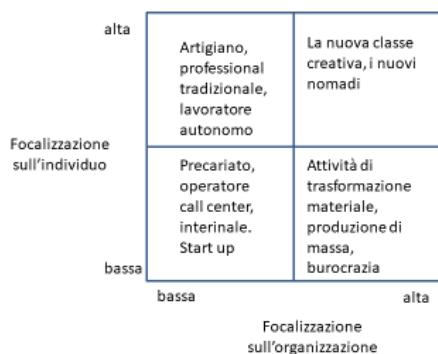 alta
Artigiano,
professional
tradizionale,
lavoratore
autonomo
La nuova classe
creativa, i nuovi
nomadi
Focalizzazione
sull'individuo
Precariato,
operatore
call center,
interinale.
Start up
Attività di
trasformazione
materiale,
produzione di
massa,
burocrazia
bassa
bassa
alta
Focalizzazione
sull'organizzazione